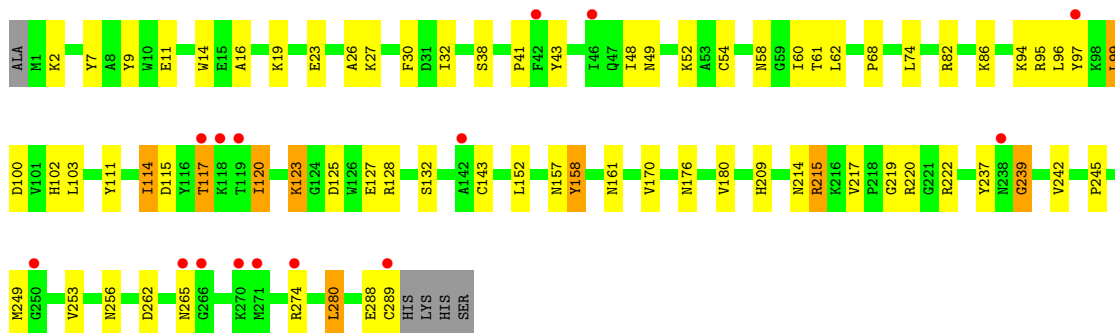 ALA M1 K2 Y7 A8 Y9 W10 E11 W14 E15 A16 K19 E23 A26 K27 F30 D31 I32 S38 P41 F42 Y43 I46 Q47 I48 N49 K52 A53 C54 N58 G59 I60 T61 L62 P68 L74 R82 K86 K94 R95 L96 Y97 K98 L99
D100 V101 H102 L103 Y111 I114 D115 Y116 T117 K118 T119 I120 K123 G124 D125 W126 E127 R128 S132 A142 C143 L152 N157 Y158 N161 V170 N176 V180 H209 N214 R215 K216 V217 P218 G219 R220 G221 R222 Y237 N238 G239 V242 P245
M249 G250 V253 N256 D262 N265 G266 K270 M271 R274 L280 E288 C289 HIS LYS HIS SER